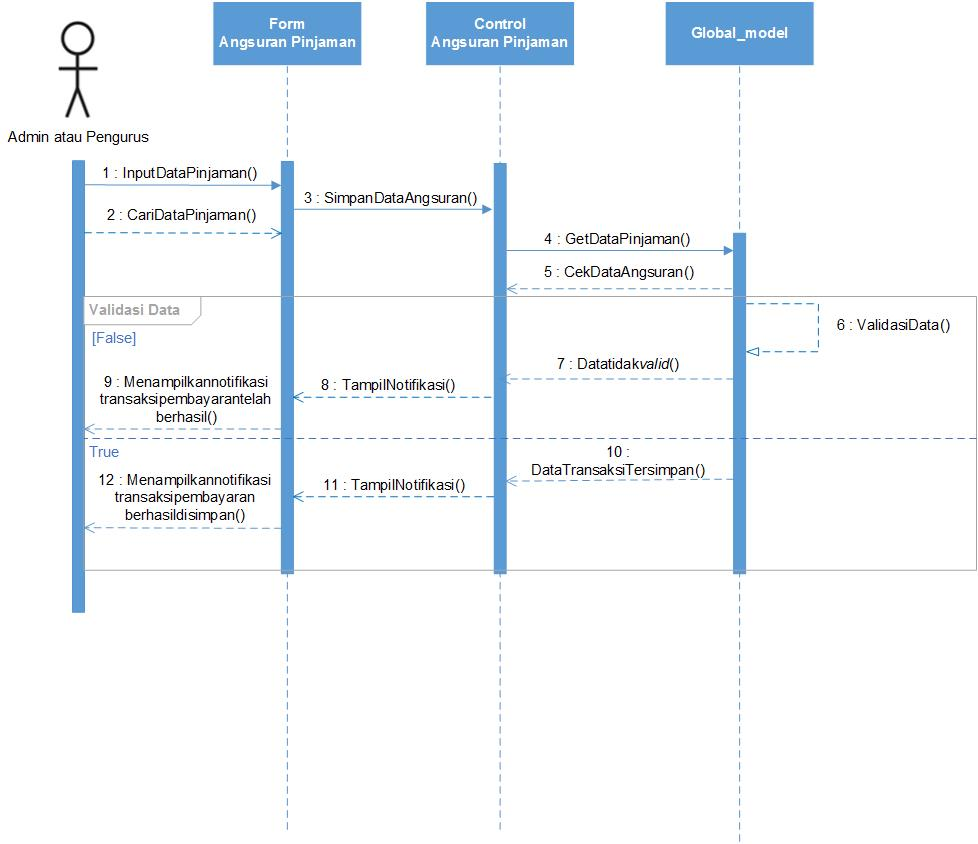 Form
Angsuran Pinjaman
Control
Angsuran Pinjaman
Global_model
Admin atau Pengurus
1 : InputDataPinjaman()
2 : CariDataPinjaman()
3 : SimpanDataAngsuran()
4 : GetDataPinjaman()
5 : CekDataAngsuran()
Validasi Data
[False]
6 : ValidasiData()
7 : Datatidakvalid()
8 : TampilNotifikasi()
9 : Menampilkannotifikasi
transaksipembayarantelah
berhasil()
True
10 :
DataTransaksiTersimpan()
11 : TampilNotifikasi()
12 : Menampilkannotifikasi
transaksipembayaran
berhasildisimpan()